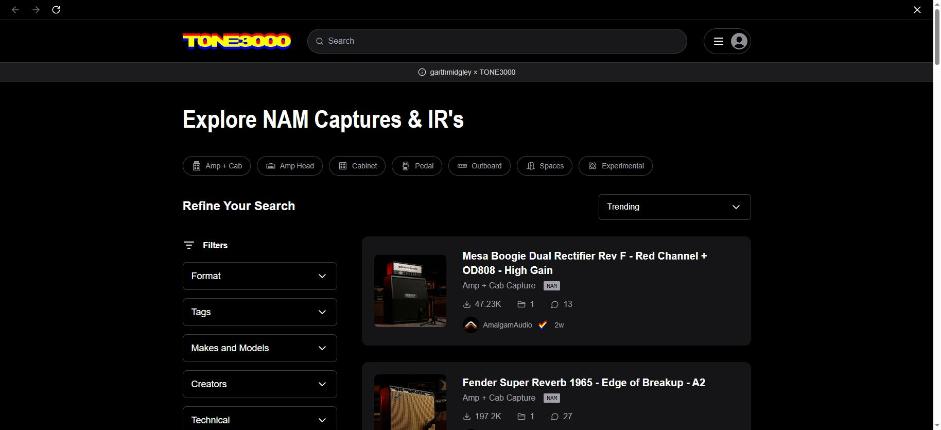 TONE3000
Search
garthmidgley × TONE3000
Explore NAM Captures & IR's
Amp + Cab
Amp Head
Cabinet
Pedal
Outboard
Spaces
Experimental
Refine Your Search
Trending
Filters
Format
Tags
Makes and Models
Creators
Technical
Mesa Boogie Dual Rectifier Rev F - Red Channel +
OD808 - High Gain
Amp + Cab Capture NAM
47.23K 1 13
AmalgamAudio 2w
Fender Super Reverb 1965 - Edge of Breakup - A2
Amp + Cab Capture NAM
197.2K 1 27